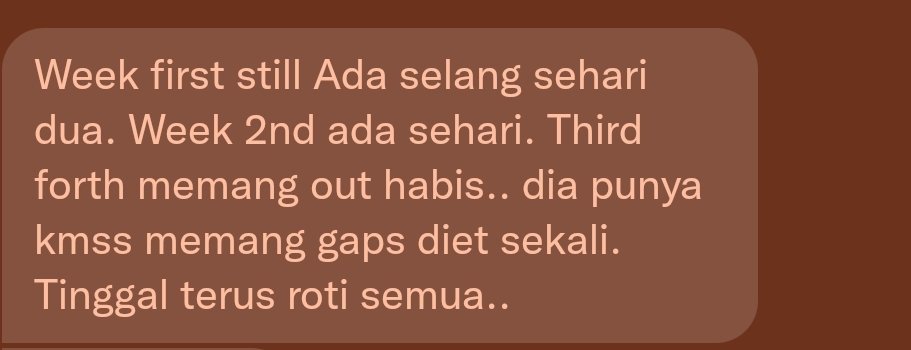 Week first still Ada selang sehari
dua. Week 2nd ada sehari. Third
forth memang out habis.. dia punya
kmss memang gaps diet sekali.
Tinggal terus roti semua..